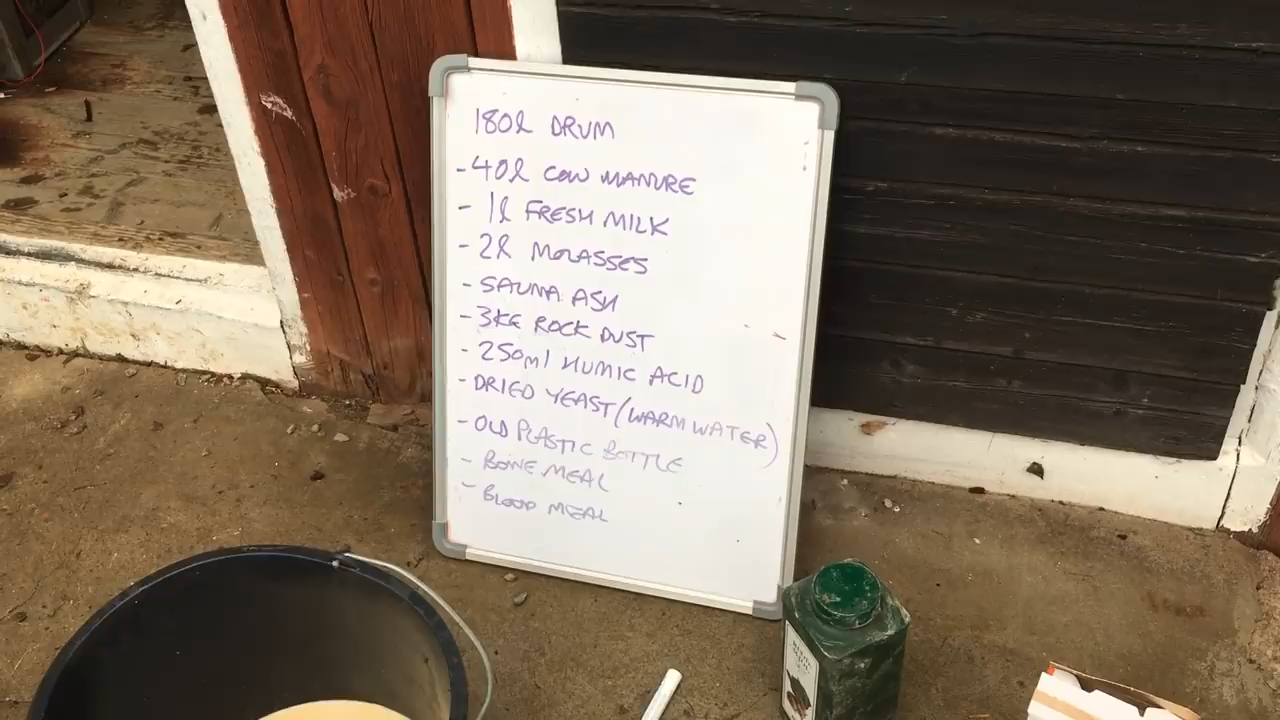 180l DRUM
- 40l COW MANURE
- 1l FRESH MILK
- 2l MOLASSES
- SAUNA ASH
- 3KG ROCK DUST
- 250ml HUMIC ACID
- DRIED YEAST (WARM WATER)
- OLD PLASTIC BOTTLE
- BONE MEAL
- BLOOD MEAL